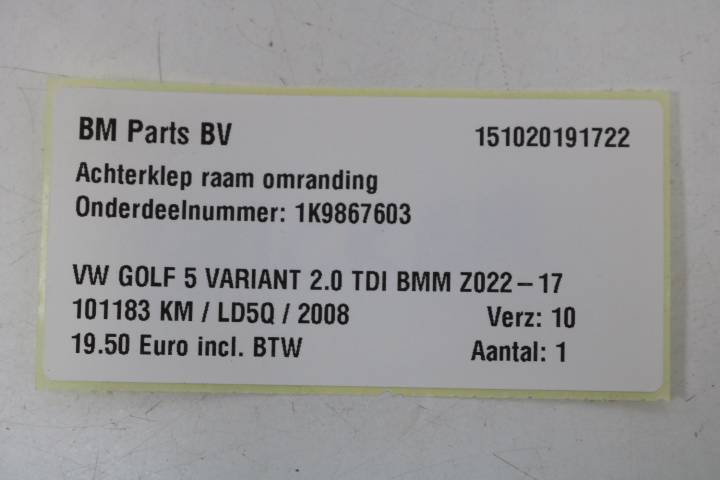 BM Parts BV 151020191722
Achterklep raam omranding
Onderdeelnummer: 1K9867603
VW GOLF 5 VARIANT 2.0 TDI BMM Z022-17
101183 KM / LD5Q / 2008 Verz: 10
19.50 Euro incl. BTW Aantal: 1